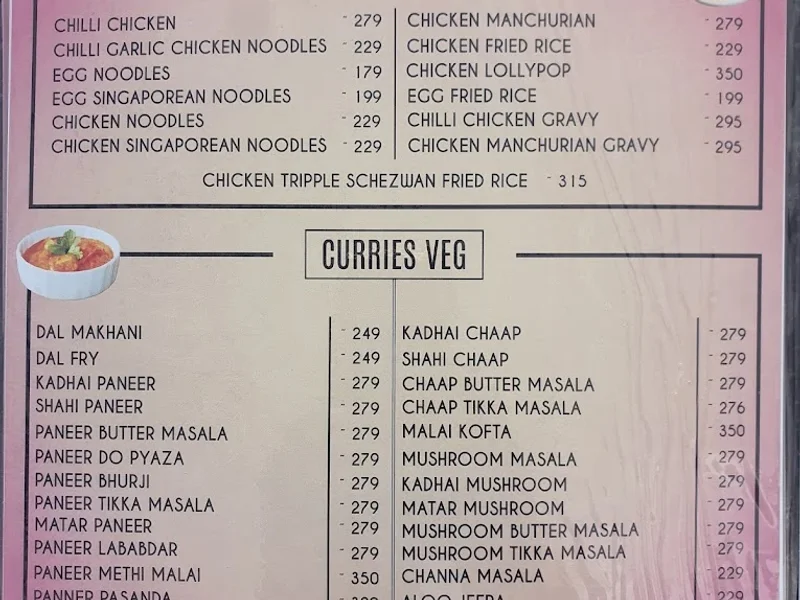 CHILLI CHICKEN - 279
CHILLI GARLIC CHICKEN NOODLES - 229
EGG NOODLES - 179
EGG SINGAPOREAN NOODLES - 199
CHICKEN NOODLES - 229
CHICKEN SINGAPOREAN NOODLES - 229
CHICKEN MANCHURIAN - 279
CHICKEN FRIED RICE - 229
CHICKEN LOLLYPOP - 350
EGG FRIED RICE - 199
CHILLI CHICKEN GRAVY - 295
CHICKEN MANCHURIAN GRAVY - 295
CHICKEN TRIPPLE SCHEZWAN FRIED RICE - 315
CURRIES VEG
DAL MAKHANI - 249
DAL FRY - 249
KADHAI PANEER - 279
SHAHI PANEER - 279
PANEER BUTTER MASALA - 279
PANEER DO PYAZA - 279
PANEER BHURJI - 279
PANEER TIKKA MASALA - 279
MATAR PANEER - 279
PANEER LABABDAR - 279
PANEER METHI MALAI - 350
PANNER PASANDA
KADHAI CHAAP - 279
SHAHI CHAAP - 279
CHAAP BUTTER MASALA - 279
CHAAP TIKKA MASALA - 276
MALAI KOFTA - 350
MUSHROOM MASALA - 279
KADHAI MUSHROOM - 279
MATAR MUSHROOM - 279
MUSHROOM BUTTER MASALA - 279
MUSHROOM TIKKA MASALA - 279
CHANNA MASALA - 229
ALOO JEERA - 229